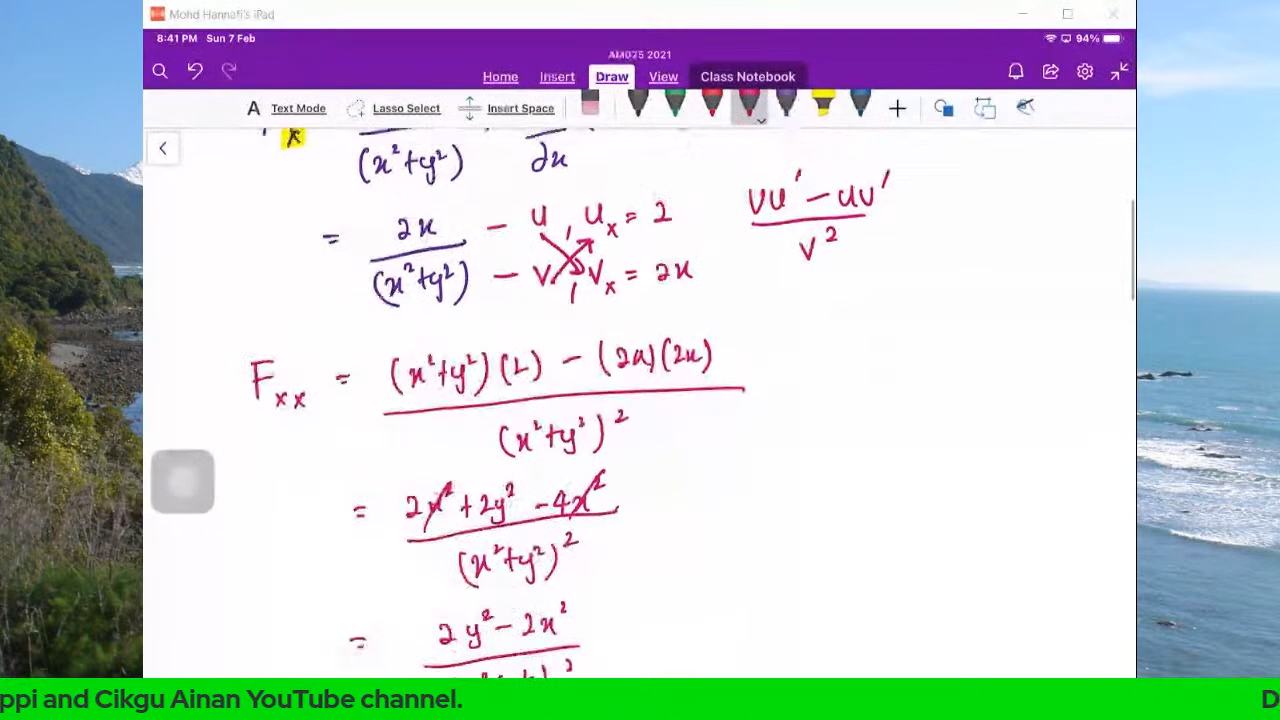 Mohd Hannafi's iPad
8:41 PM Sun 7 Feb
94%
AM025 2021
Home Insert Draw View Class Notebook
A Text Mode Lasso Select Insert Space
x
(x²+y²) ∂x
= 2x/(x²+y²) – u, uₓ = 2
– v, vₓ = 2x
(vu' – uv')/v²
Fₓₓ = ((x²+y²)(2) – (2x)(2x))/(x²+y²)²
= (2x² + 2y² – 4x²)/(x²+y²)²
= 2y² – 2x²
ppi and Cikgu Ainan YouTube channel.
D